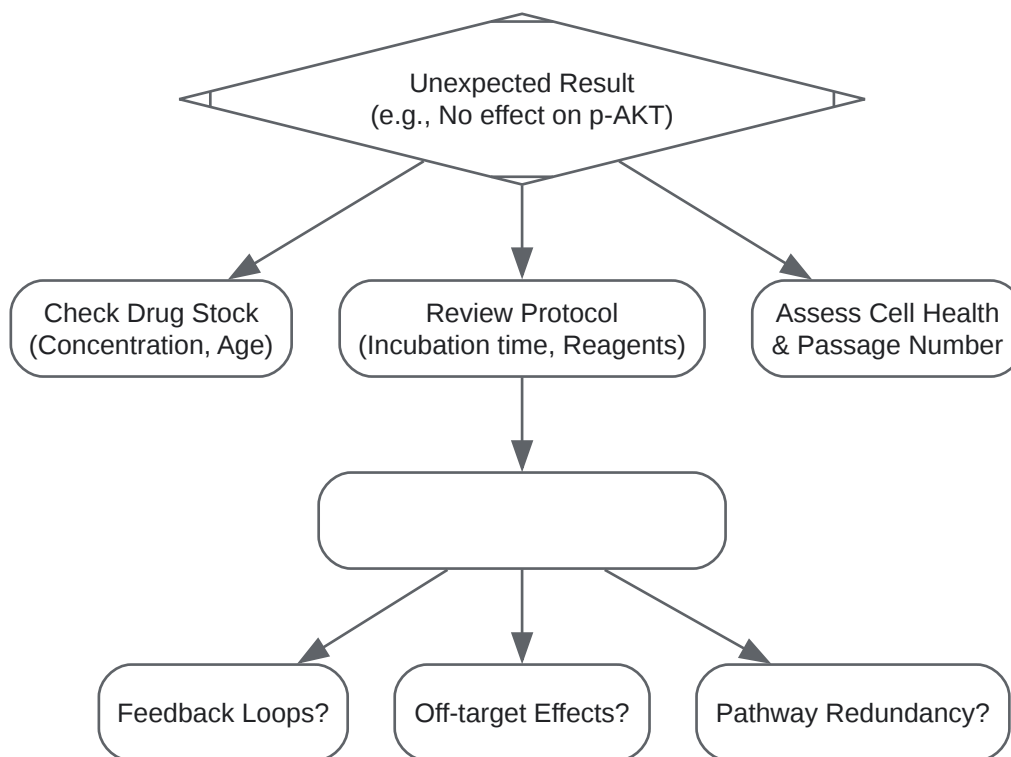 Unexpected Result
(e.g., No effect on p-AKT)
Check Drug Stock
(Concentration, Age)
Review Protocol
(Incubation time, Reagents)
Assess Cell Health
& Passage Number
Feedback Loops?
Off-target Effects?
Pathway Redundancy?